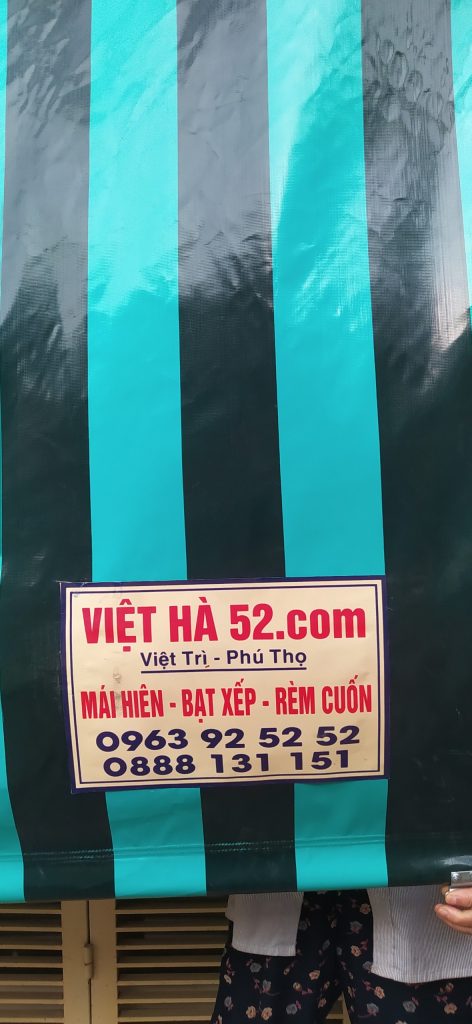 VIỆT HÀ 52.com
Việt Trì - Phú Thọ
MÁI HIÊN - BẠT XẾP - RÈM CUỐN
0963 92 52 52
0888 131 151